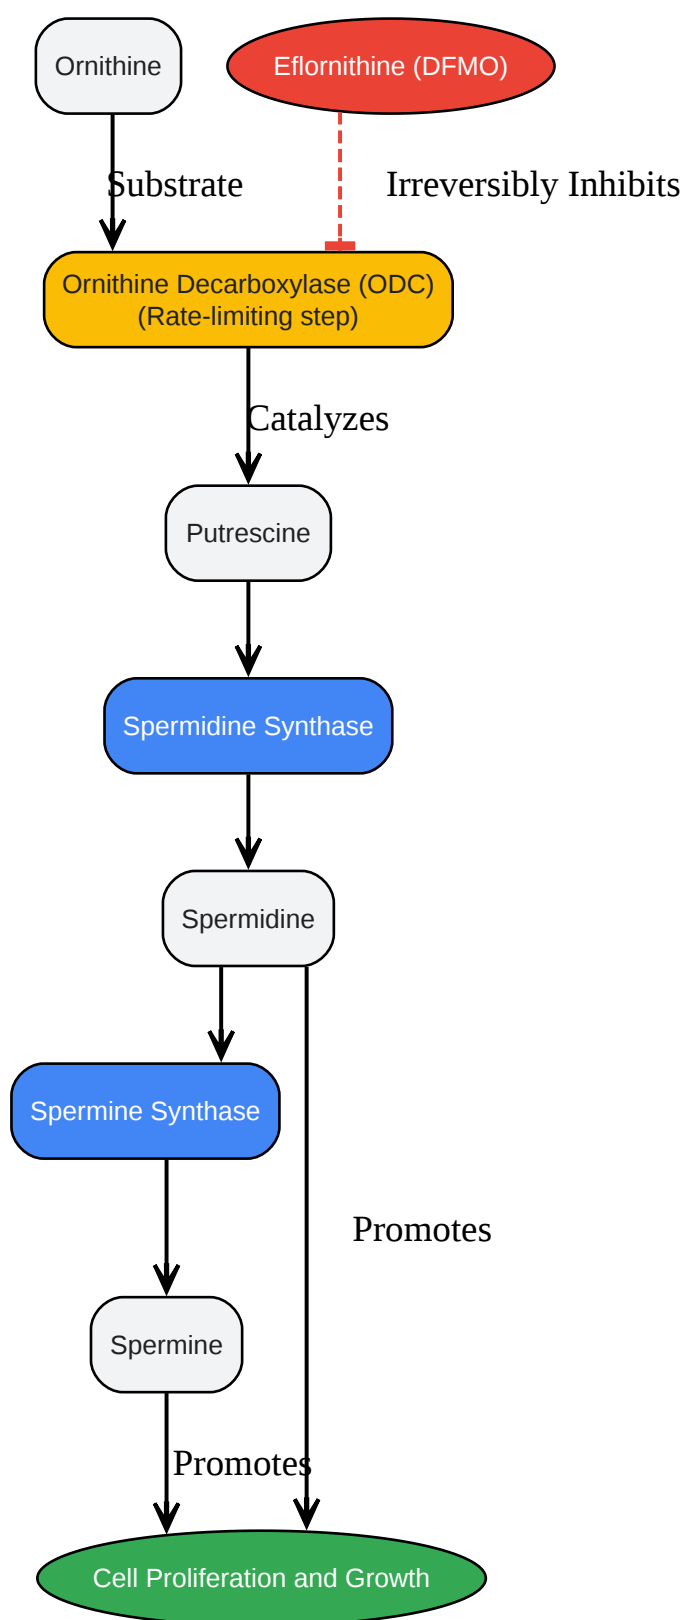 Ornithine
Eflornithine (DFMO)
Substrate
Irreversibly Inhibits
Ornithine Decarboxylase (ODC)
(Rate-limiting step)
Catalyzes
Putrescine
Spermidine Synthase
Spermidine
Spermine Synthase
Promotes
Spermine
Promotes
Cell Proliferation and Growth